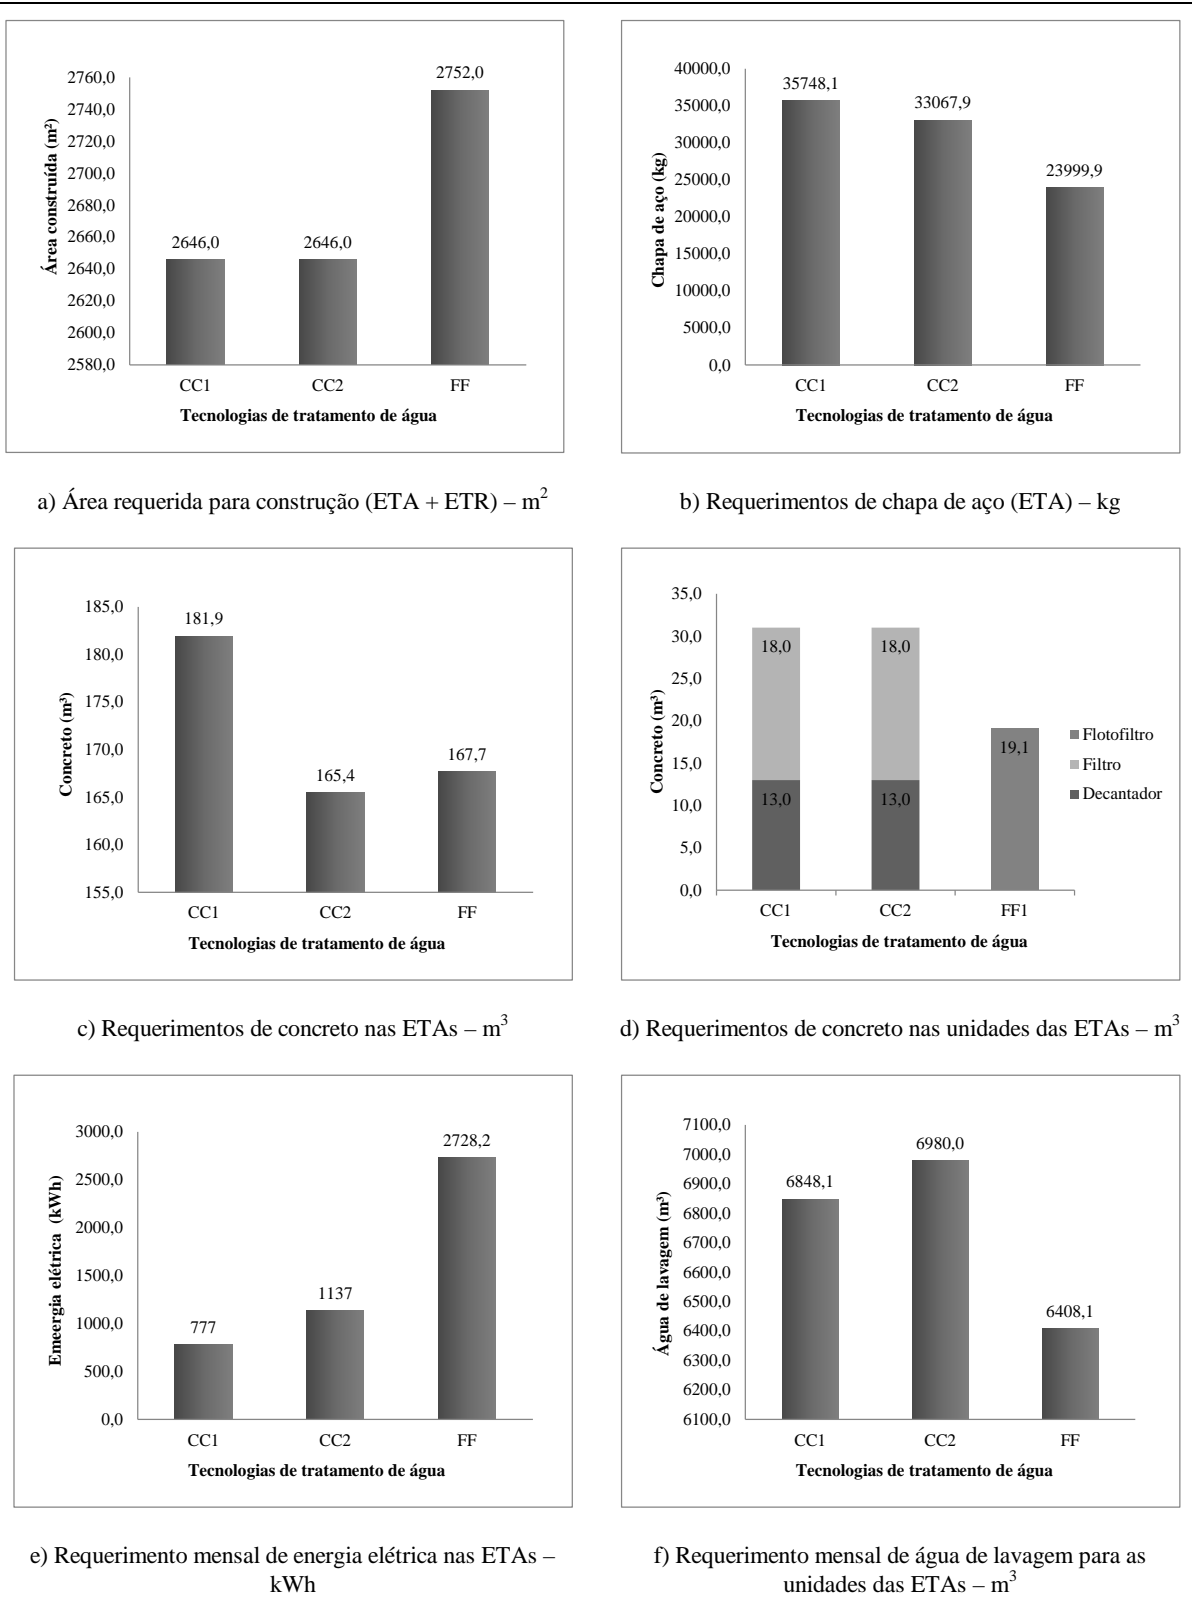 2760,0
2740,0
2720,0
2700,0
2680,0
2660,0
2640,0
2620,0
2600,0
2580,0
Área construída (m²)
2646,0
2646,0
2752,0
CC1 CC2 FF
Tecnologias de tratamento de água
a) Área requerida para construção (ETA + ETR) – m²
40000,0
35000,0
30000,0
25000,0
20000,0
15000,0
10000,0
5000,0
0,0
Chapa de aço (kg)
35748,1
33067,9
23999,9
CC1 CC2 FF
Tecnologias de tratamento de água
b) Requerimentos de chapa de aço (ETA) – kg
185,0
180,0
175,0
170,0
165,0
160,0
155,0
Concreto (m³)
181,9
165,4
167,7
CC1 CC2 FF
Tecnologias de tratamento de água
c) Requerimentos de concreto nas ETAs – m³
35,0
30,0
25,0
20,0
15,0
10,0
5,0
0,0
Concreto (m³)
18,0
18,0
13,0
13,0
19,1
Flotofiltro
Filtro
Decantador
CC1 CC2 FF1
Tecnologias de tratamento de água
d) Requerimentos de concreto nas unidades das ETAs – m³
3000,0
2500,0
2000,0
1500,0
1000,0
500,0
0,0
Emeergia elétrica (kWh)
777
1137
2728,2
CC1 CC2 FF
Tecnologias de tratamento de água
e) Requerimento mensal de energia elétrica nas ETAs –
kWh
7100,0
7000,0
6900,0
6800,0
6700,0
6600,0
6500,0
6400,0
6300,0
6200,0
6100,0
Água de lavagem (m³)
6848,1
6980,0
6408,1
CC1 CC2 FF
Tecnologias de tratamento de água
f) Requerimento mensal de água de lavagem para as
unidades das ETAs – m³